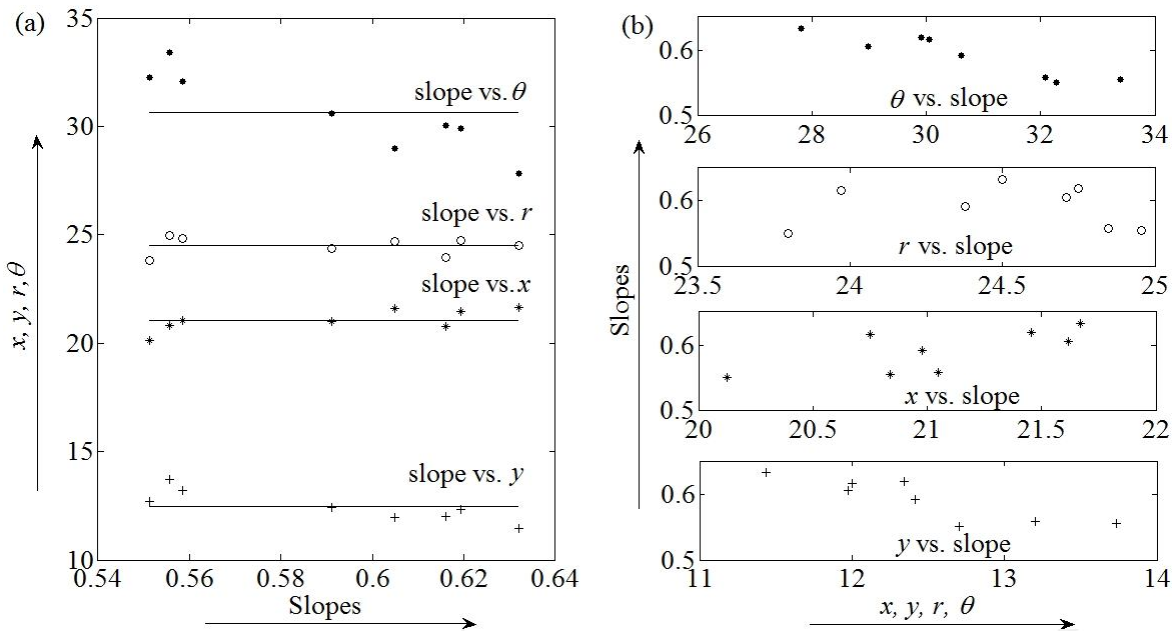 (a)
35
30
25
20
15
10
x, y, r, θ
slope vs. θ
slope vs. r
slope vs. x
slope vs. y
0.54 0.56 0.58 0.6 0.62 0.64
Slopes
(b)
Slopes
0.6
0.5
θ vs. slope
26 28 30 32 34
0.6
0.5
r vs. slope
23.5 24 24.5 25
0.6
0.5
x vs. slope
20 20.5 21 21.5 22
0.6
0.5
y vs. slope
11 12 13 14
x, y, r, θ